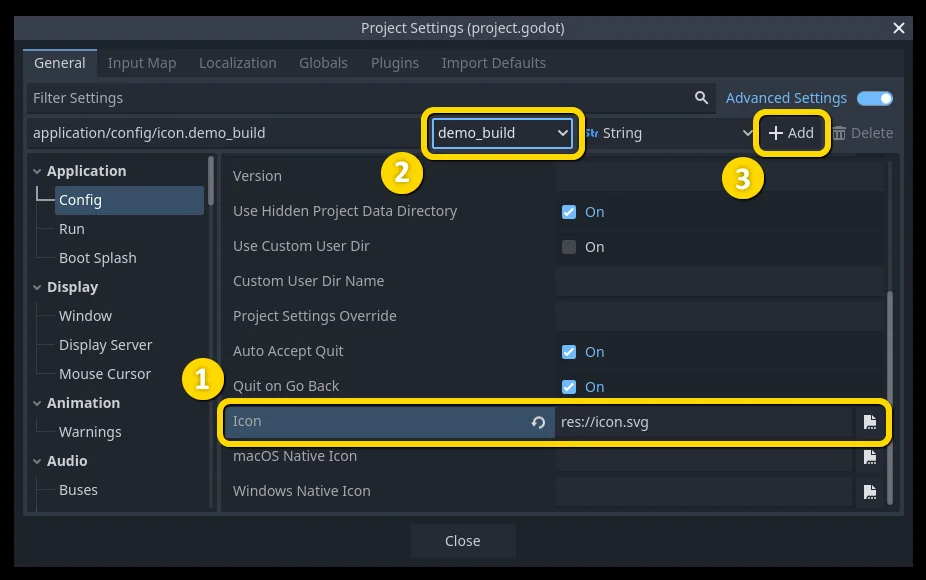 Project Settings (project.godot)
General Input Map Localization Globals Plugins Import Defaults
Filter Settings Advanced Settings
application/config/icon.demo_build demo_build String Add Delete
2
3
Application
Config
Run
Boot Splash
Display
Window
Display Server
Mouse Cursor
Animation
Warnings
Audio
Buses
Version
Use Hidden Project Data Directory On
Use Custom User Dir On
Custom User Dir Name
Project Settings Override
Auto Accept Quit On
1
Quit on Go Back On
Icon res://icon.svg
macOS Native Icon
Windows Native Icon
Close